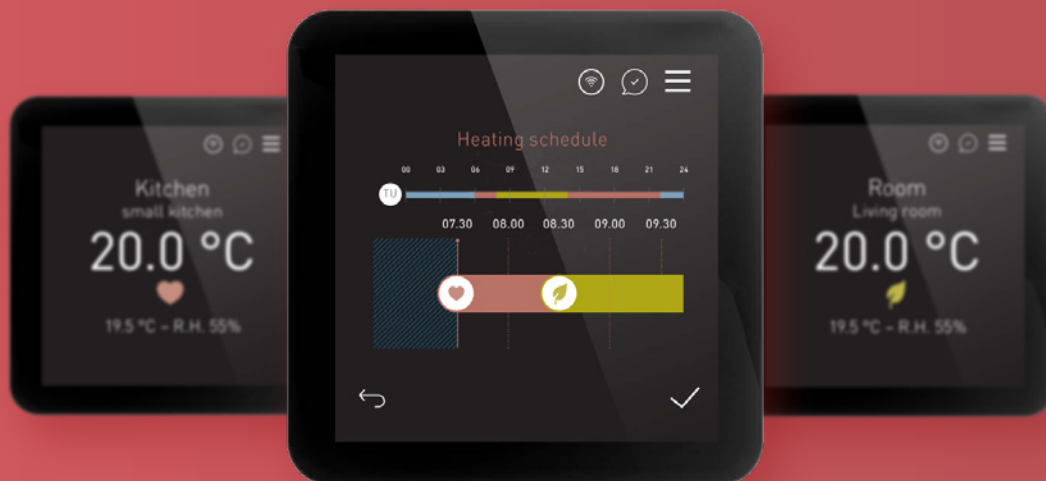 Kitchen
small kitchen
20.0 °C
19.5 °C – R.H. 55%
Heating schedule
00 03 06 09 12 15 18 21 24
TU
07.30 08.00 08.30 09.00 09.30
Room
Living room
20.0 °C
19.5 °C – R.H. 55%